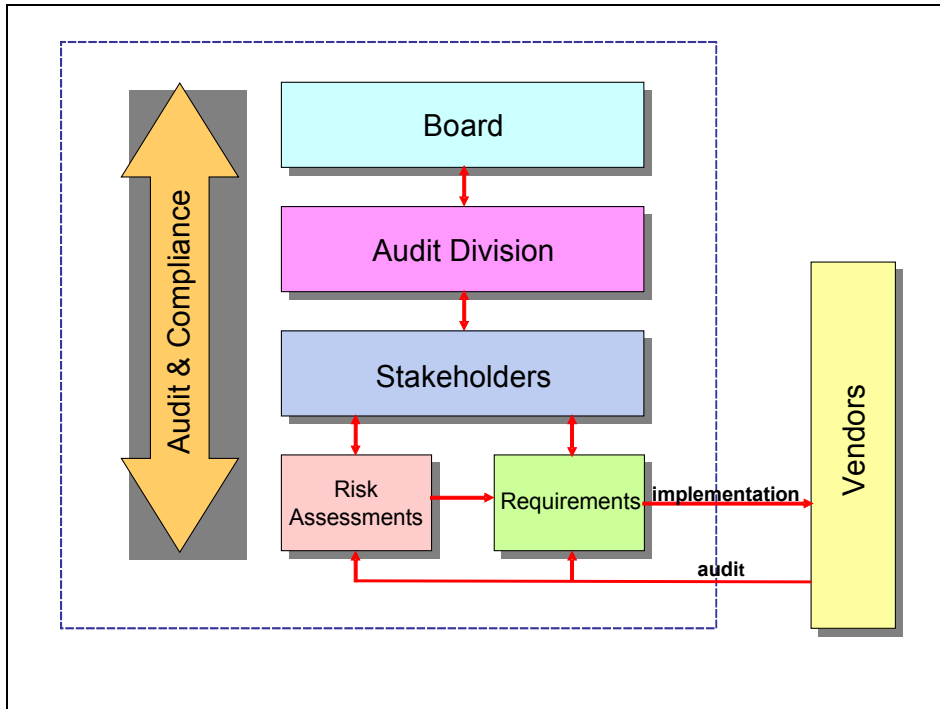 Board
Audit Division
Stakeholders
Audit & Compliance
Risk
Assessments
Requirements
implementation
audit
Vendors